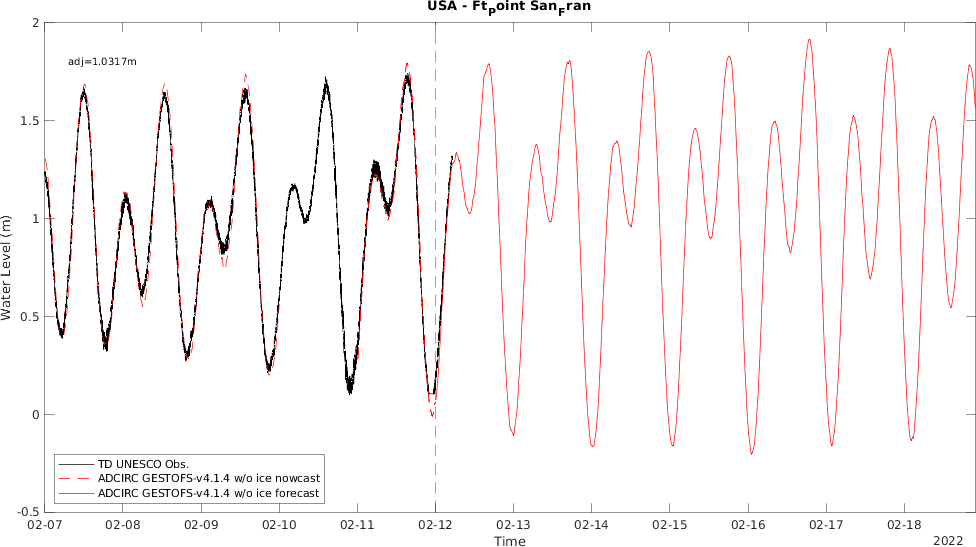 USA - Ft_Point San_Fran
2
adj=1.0317m
1.5
1
Water Level (m)
0.5
0
TD UNESCO Obs.
ADCIRC GESTOFS-v4.1.4 w/o ice nowcast
ADCIRC GESTOFS-v4.1.4 w/o ice forecast
-0.5
02-07 02-08 02-09 02-10 02-11 02-12 02-13 02-14 02-15 02-16 02-17 02-18
Time
2022